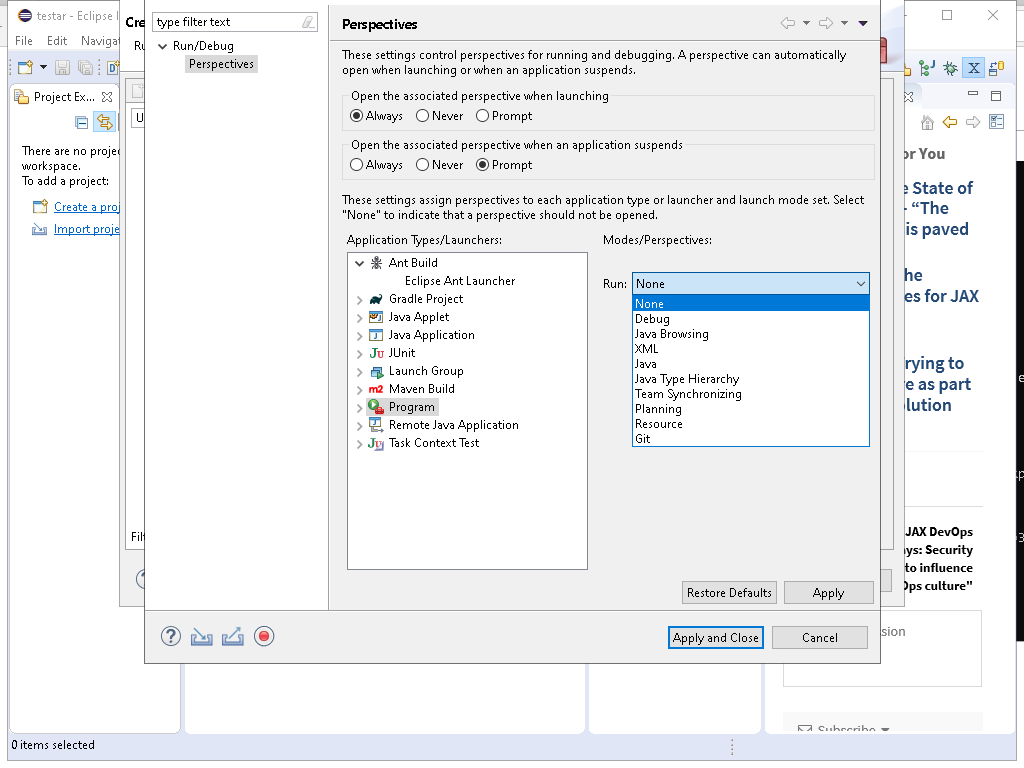 testar - Eclipse
File Edit Navigat
Project Ex...
There are no proje
workspace.
To add a project:
Create a proj
Import proje
0 items selected
Cre
Ru
U
Filt
type filter text
Run/Debug
Perspectives
Perspectives
These settings control perspectives for running and debugging. A perspective can automatically
open when launching or when an application suspends.
Open the associated perspective when launching
Always Never Prompt
Open the associated perspective when an application suspends
Always Never Prompt
These settings assign perspectives to each application type or launcher and launch mode set. Select
"None" to indicate that a perspective should not be opened.
Application Types/Launchers:
Ant Build
Eclipse Ant Launcher
Gradle Project
Java Applet
Java Application
JUnit
Launch Group
Maven Build
Program
Remote Java Application
Task Context Test
Modes/Perspectives:
Run: None
None
Debug
Java Browsing
XML
Java
Java Type Hierarchy
Team Synchronizing
Planning
Resource
Git
Restore Defaults Apply
Apply and Close Cancel
or You
e State of
- “The
is paved
he
es for JAX
rying to
e as part
lution
JAX DevOps
ys: Security
to influence
Ops culture"
sion
Subscribe